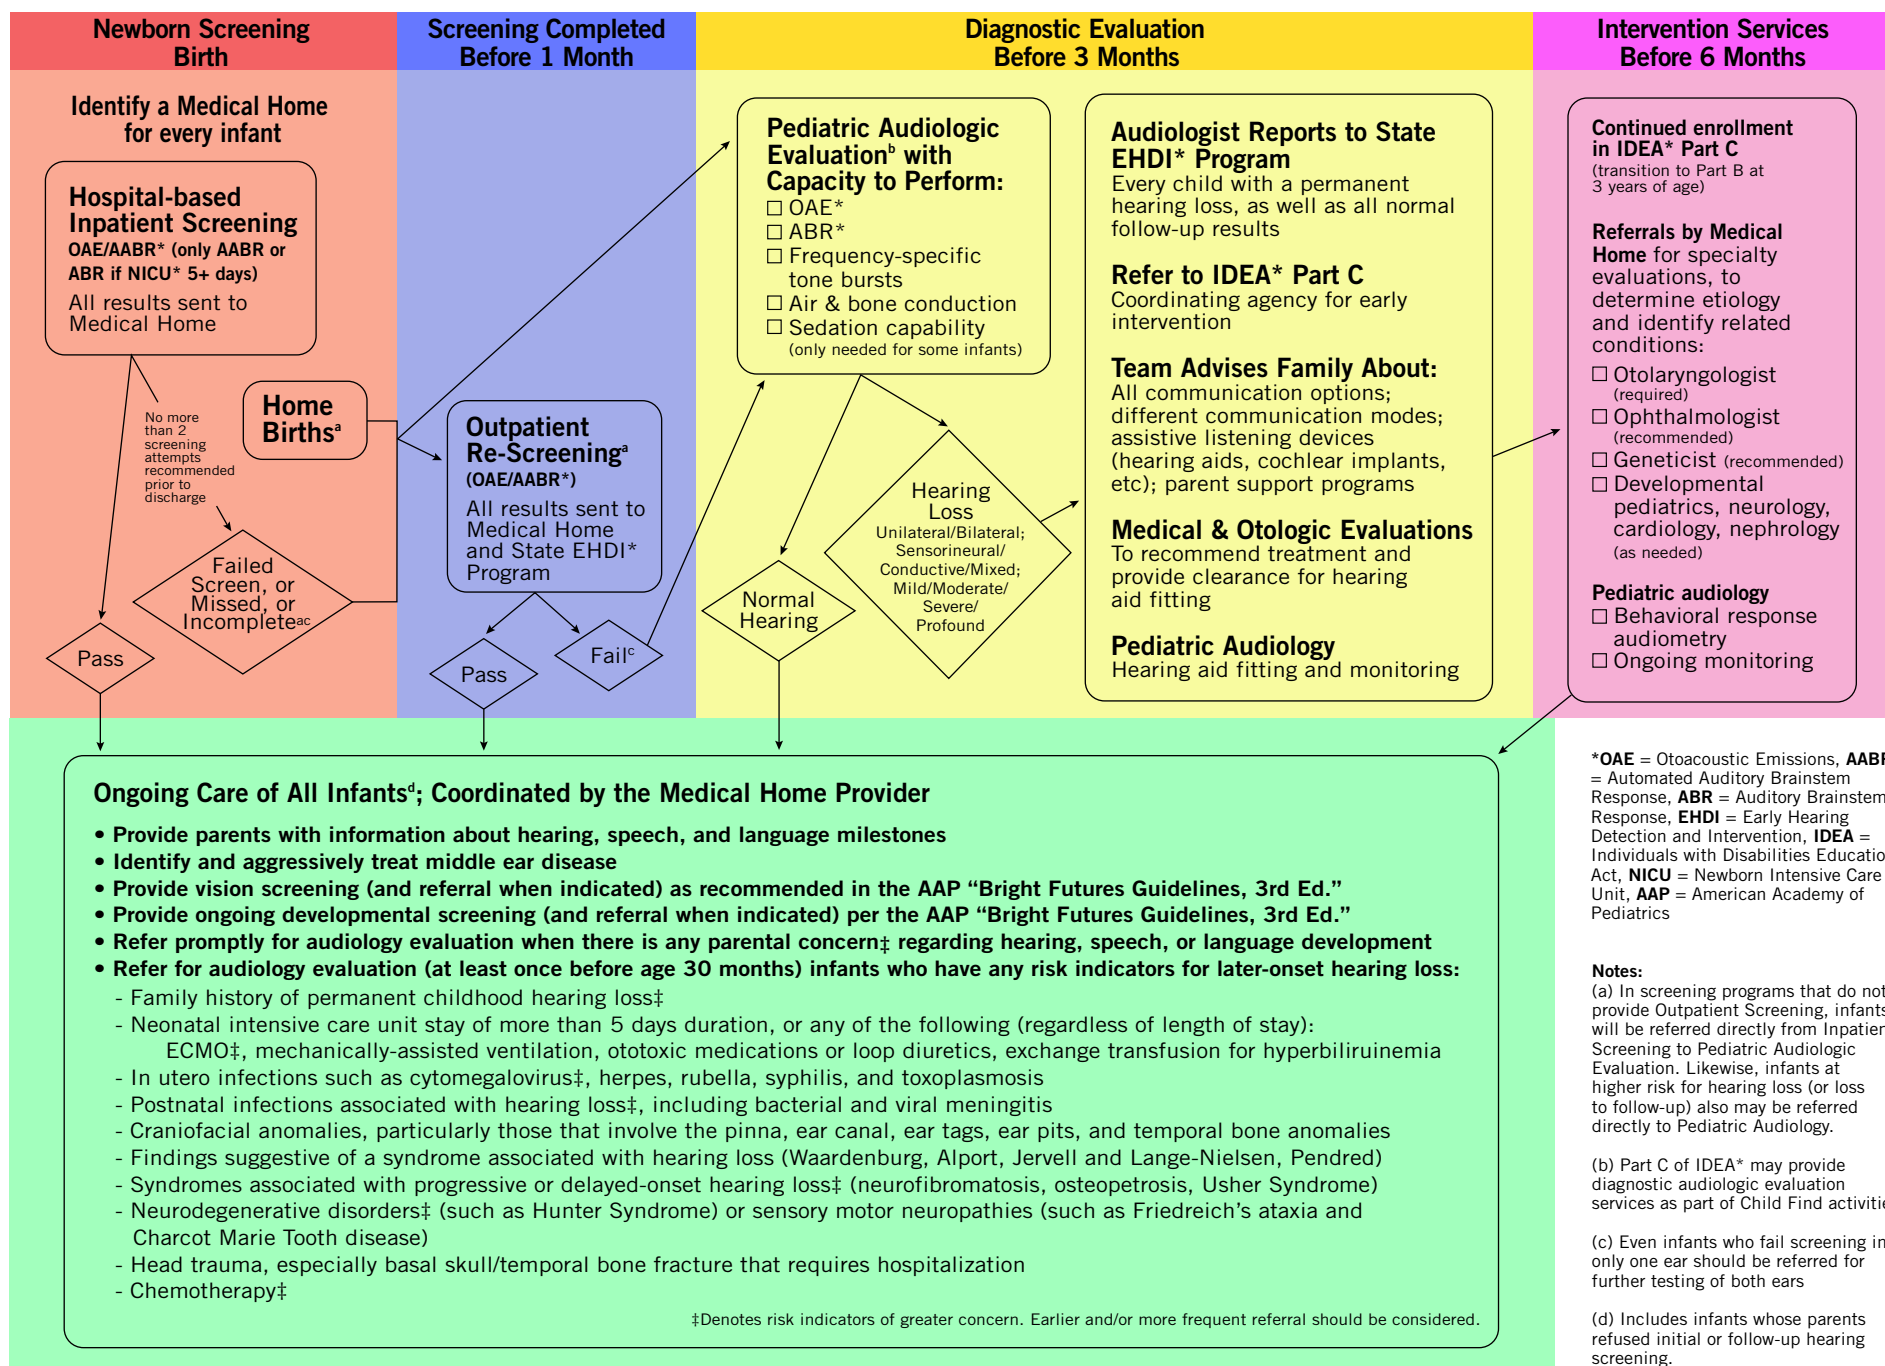 Newborn Screening
Birth
Screening Completed
Before 1 Month
Diagnostic Evaluation
Before 3 Months
Intervention Services
Before 6 Months
Identify a Medical Home
for every infant
Hospital-based
Inpatient Screening
OAE/AABR* (only AABR or
ABR if NICU* 5+ days)
All results sent to
Medical Home
No more
than 2
screening
attempts
recommended
prior to
discharge
Home
Birthsᵃ
Failed
Screen, or
Missed, or
Incompleteᵃᶜ
Pass
Outpatient
Re-Screeningᵃ
(OAE/AABR*)
All results sent to
Medical Home
and State EHDI*
Program
Pass
Failᶜ
Pediatric Audiologic
Evaluationᵇ with
Capacity to Perform:
☐ OAE*
☐ ABR*
☐ Frequency-specific
tone bursts
☐ Air & bone conduction
☐ Sedation capability
(only needed for some infants)
Normal
Hearing
Hearing
Loss
Unilateral/Bilateral;
Sensorineural/
Conductive/Mixed;
Mild/Moderate/
Severe/
Profound
Audiologist Reports to State
EHDI* Program
Every child with a permanent
hearing loss, as well as all normal
follow-up results
Refer to IDEA* Part C
Coordinating agency for early
intervention
Team Advises Family About:
All communication options;
different communication modes;
assistive listening devices
(hearing aids, cochlear implants,
etc); parent support programs
Medical & Otologic Evaluations
To recommend treatment and
provide clearance for hearing
aid fitting
Pediatric Audiology
Hearing aid fitting and monitoring
Continued enrollment
in IDEA* Part C
(transition to Part B at
3 years of age)
Referrals by Medical
Home for specialty
evaluations, to
determine etiology
and identify related
conditions:
☐ Otolaryngologist
(required)
☐ Ophthalmologist
(recommended)
☐ Geneticist (recommended)
☐ Developmental
pediatrics, neurology,
cardiology, nephrology
(as needed)
Pediatric audiology
☐ Behavioral response
audiometry
☐ Ongoing monitoring
Ongoing Care of All Infantsᵈ; Coordinated by the Medical Home Provider
• Provide parents with information about hearing, speech, and language milestones
• Identify and aggressively treat middle ear disease
• Provide vision screening (and referral when indicated) as recommended in the AAP “Bright Futures Guidelines, 3rd Ed.”
• Provide ongoing developmental screening (and referral when indicated) per the AAP “Bright Futures Guidelines, 3rd Ed.”
• Refer promptly for audiology evaluation when there is any parental concern‡ regarding hearing, speech, or language development
• Refer for audiology evaluation (at least once before age 30 months) infants who have any risk indicators for later-onset hearing loss:
- Family history of permanent childhood hearing loss‡
- Neonatal intensive care unit stay of more than 5 days duration, or any of the following (regardless of length of stay):
ECMO‡, mechanically-assisted ventilation, ototoxic medications or loop diuretics, exchange transfusion for hyperbiliruinemia
- In utero infections such as cytomegalovirus‡, herpes, rubella, syphilis, and toxoplasmosis
- Postnatal infections associated with hearing loss‡, including bacterial and viral meningitis
- Craniofacial anomalies, particularly those that involve the pinna, ear canal, ear tags, ear pits, and temporal bone anomalies
- Findings suggestive of a syndrome associated with hearing loss (Waardenburg, Alport, Jervell and Lange-Nielsen, Pendred)
- Syndromes associated with progressive or delayed-onset hearing loss‡ (neurofibromatosis, osteopetrosis, Usher Syndrome)
- Neurodegenerative disorders‡ (such as Hunter Syndrome) or sensory motor neuropathies (such as Friedreich’s ataxia and
Charcot Marie Tooth disease)
- Head trauma, especially basal skull/temporal bone fracture that requires hospitalization
- Chemotherapy‡
‡Denotes risk indicators of greater concern. Earlier and/or more frequent referral should be considered.
*OAE = Otoacoustic Emissions, AABR
= Automated Auditory Brainstem
Response, ABR = Auditory Brainstem
Response, EHDI = Early Hearing
Detection and Intervention, IDEA =
Individuals with Disabilities Educatio
Act, NICU = Newborn Intensive Care
Unit, AAP = American Academy of
Pediatrics
Notes:
(a) In screening programs that do not
provide Outpatient Screening, infants
will be referred directly from Inpatien
Screening to Pediatric Audiologic
Evaluation. Likewise, infants at
higher risk for hearing loss (or loss
to follow-up) also may be referred
directly to Pediatric Audiology.
(b) Part C of IDEA* may provide
diagnostic audiologic evaluation
services as part of Child Find activitie
(c) Even infants who fail screening in
only one ear should be referred for
further testing of both ears
(d) Includes infants whose parents
refused initial or follow-up hearing
screening.